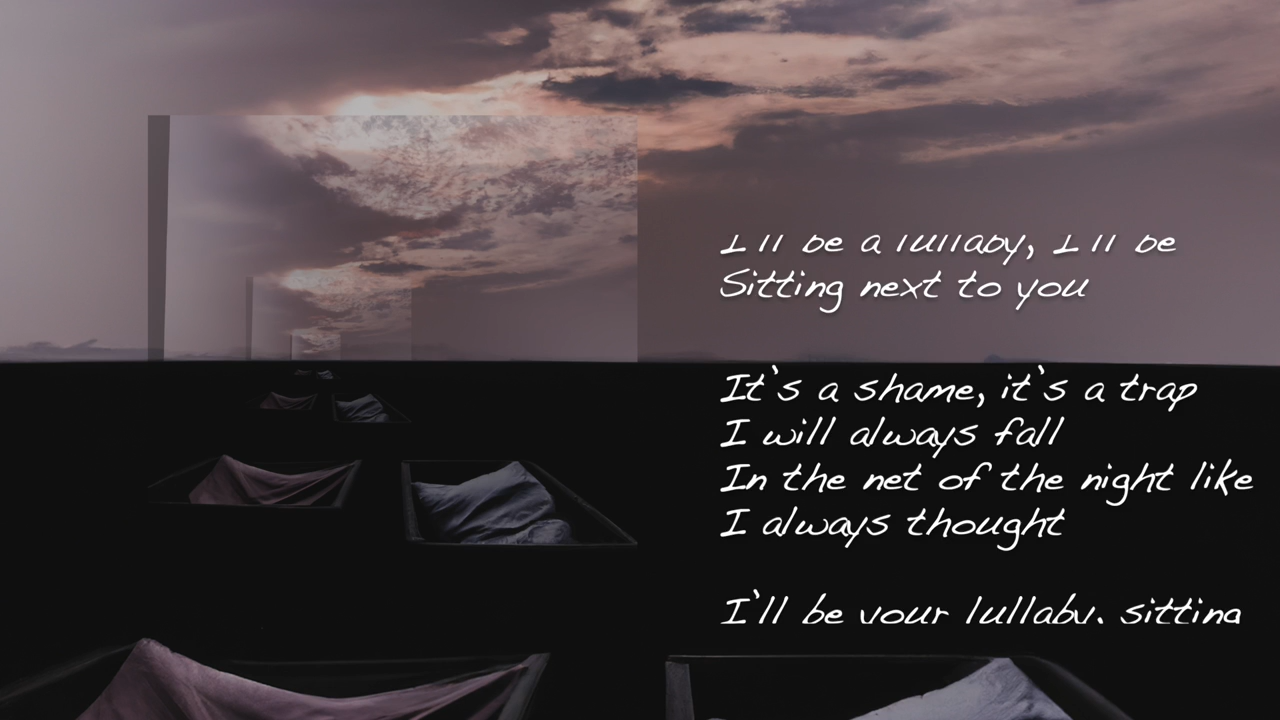 I'll be a lullaby, I'll be
Sitting next to you
It's a shame, it's a trap
I will always fall
In the net of the night like
I always thought
I'll be your lullaby, sitting